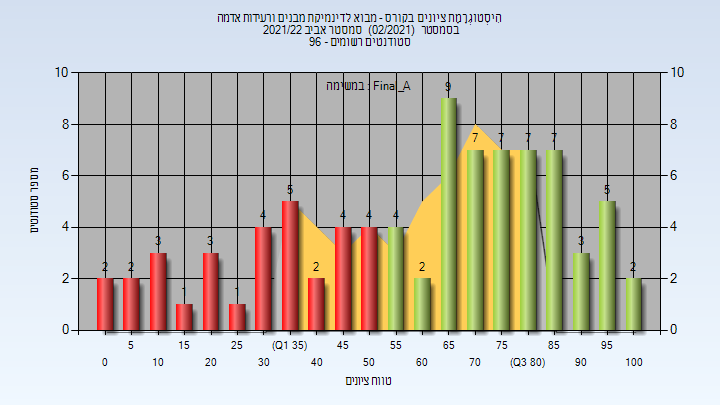 היסטוגרמת ציונים בקורס - מבוא לדינמיקת מבנים ורעידות אדמה
בסמסטר (02/2021) סמסטר אביב 2021/22
סטודנטים רשומים - 96
במשימה : Final_A
מספר סטודנטים
10 10
8 8
6 6
4 4
2 2
0 0
2 2 3 1 3 1 4 5 2 4 4 4 2 9 7 7 7 7 3 5 2
5 15 25 (Q1 35) 45 55 65 75 85 95
0 10 20 30 40 50 60 70 (Q3 80) 90 100
טווח ציונים